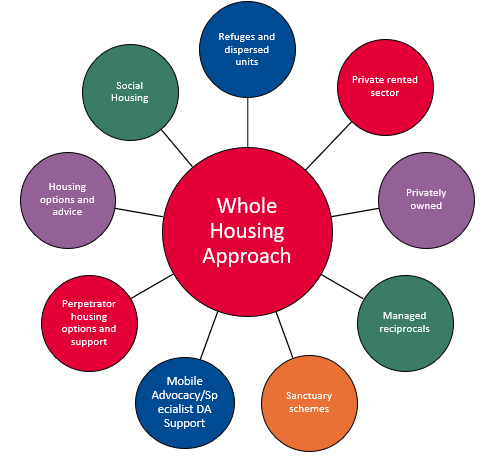 Refuges and
dispersed
units
Private rented
sector
Privately
owned
Managed
reciprocals
Sanctuary
schemes
Mobile
Advocacy/Sp
ecialist DA
Support
Perpetrator
housing
options and
support
Housing
options and
advice
Social
Housing
Whole
Housing
Approach